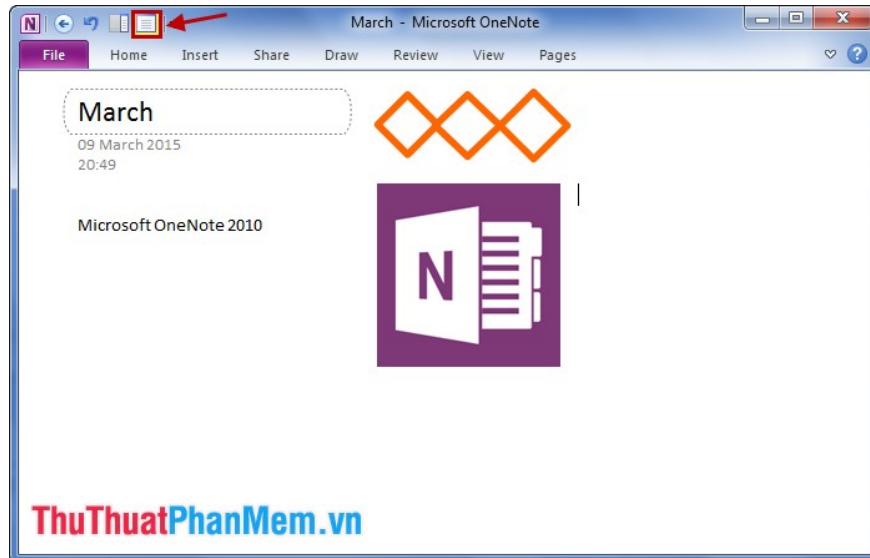 March - Microsoft OneNote
File Home Insert Share Draw Review View Pages
March
09 March 2015
20:49
Microsoft OneNote 2010
N
ThuThuatPhanMem.vn